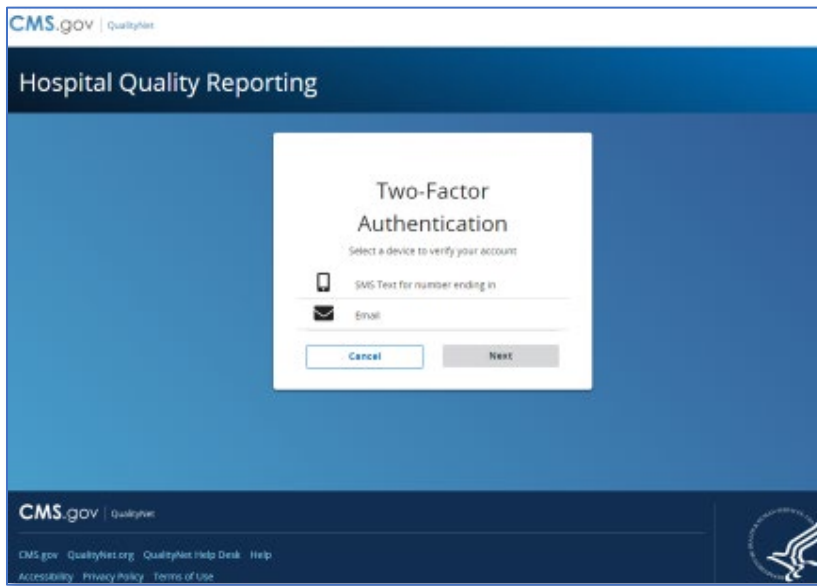 CMS.gov | QualityNet
Hospital Quality Reporting
Two-Factor
Authentication
Select a device to verify your account
SMS Text for number ending in
Email
Cancel Next
CMS.gov | QualityNet
CMS.gov QualityNet.org QualityNet Help Desk Help
Accessibility Privacy Policy Terms of Use